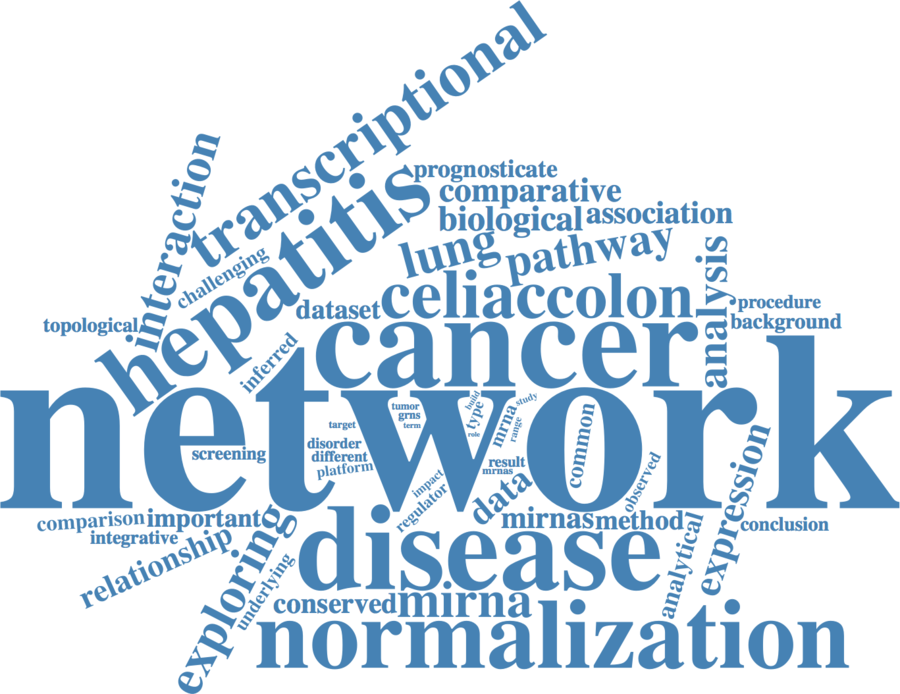 transcriptional
interaction
hepatitis
prognosticate
comparative
biological
association
lung
pathway
challenging
analysis
topological
dataset
celiac
colon
procedure
background
inferred
cancer
network
tumor
grns
term
build
type
role
mrna
study
range
target
disorder
different
platform
screening
common
result
mrnas
impact
regulator
data
observed
expression
comparison
important
integrative
relationship
exploring
underlying
disease
mirnas
method
analytical
conclusion
conserved
mirna
normalization